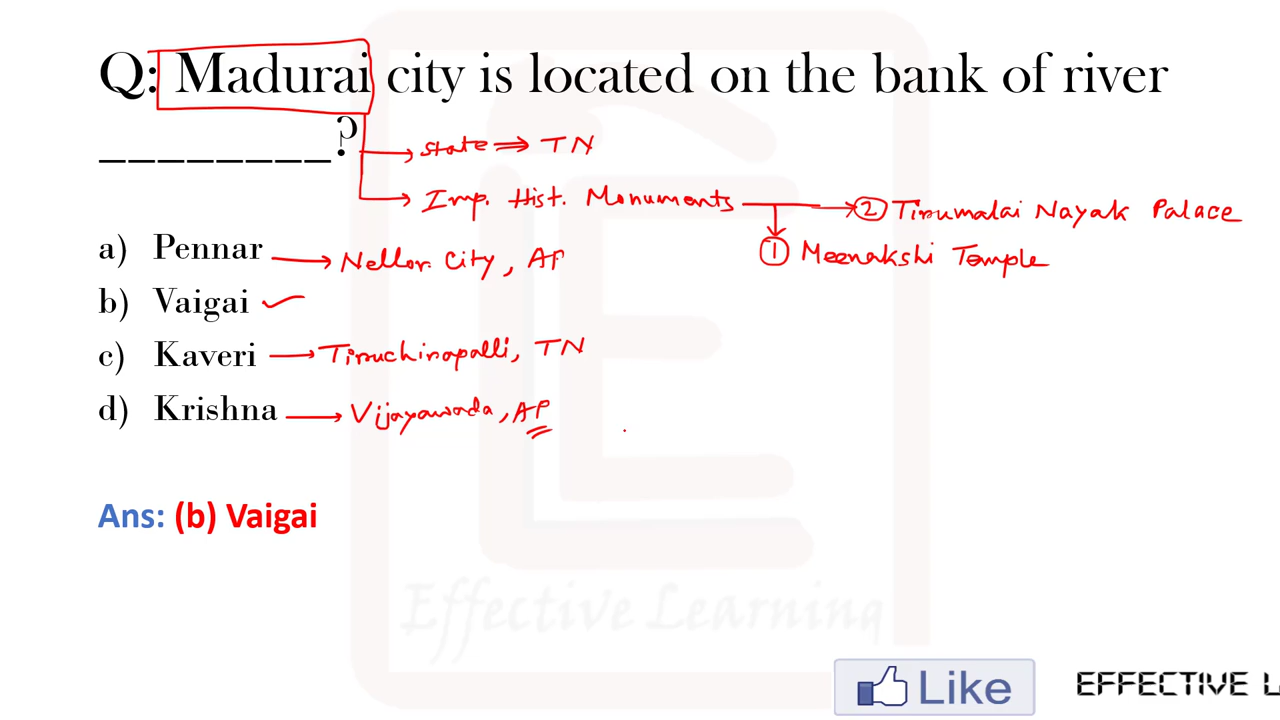 Q: Madurai city is located on the bank of river
________?
State ⇒ TN
Imp. Hist. Monuments
② Tirumalai Nayak Palace
① Meenakshi Temple
a) Pennar → Nellor. City, AP
b) Vaigai ✓
c) Kaveri → Tiruchirapalli, TN
d) Krishna → Vijayawada, AP
Ans: (b) Vaigai
Effective Learning
Like
EFFECTIVE L